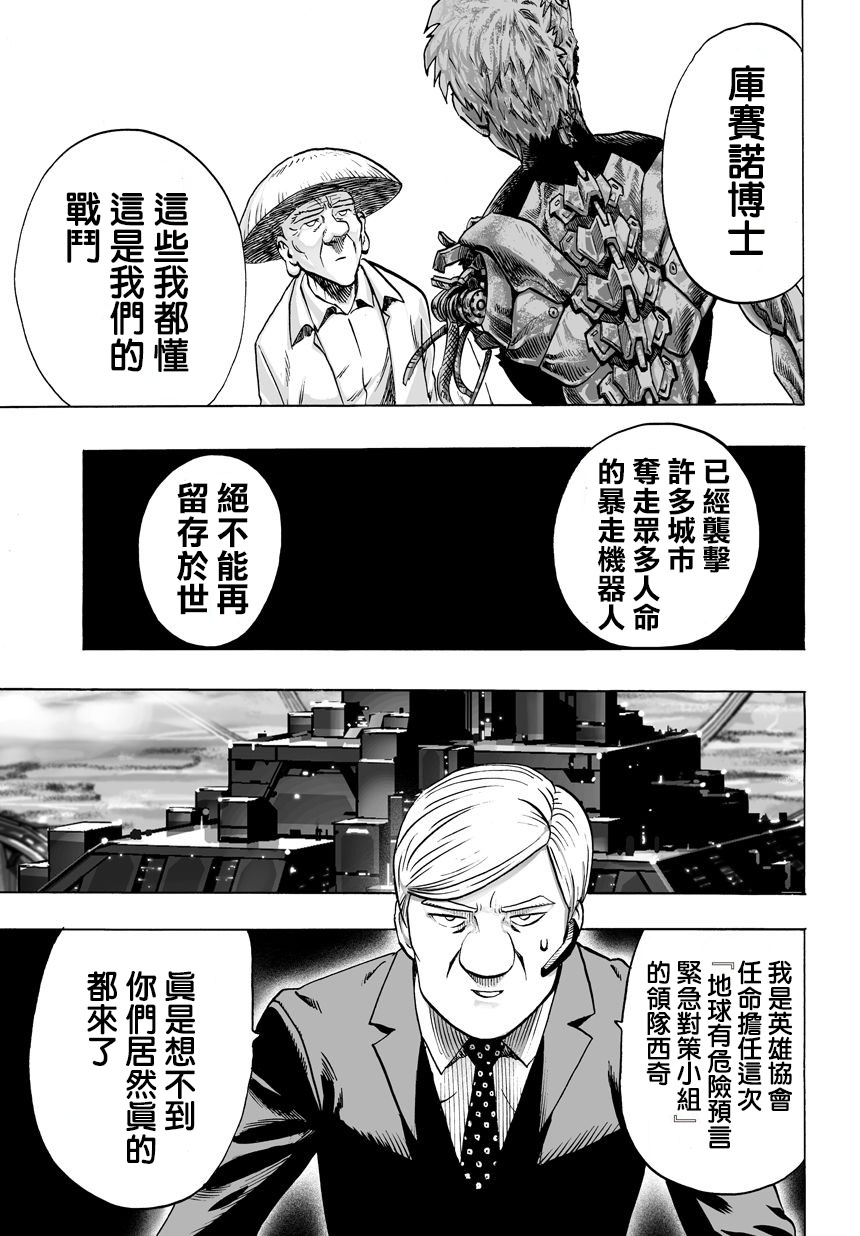 庫賽諾博士
這些我都懂
這是我們的
戰鬥
已經襲擊
許多城市
奪走眾多人命
的暴走機器人
絕不能再
留存於世
我是英雄協會
任命擔任這次
『地球有危險預言
緊急對策小組』
的領隊西奇
眞是想不到
你們居然眞的
都來了